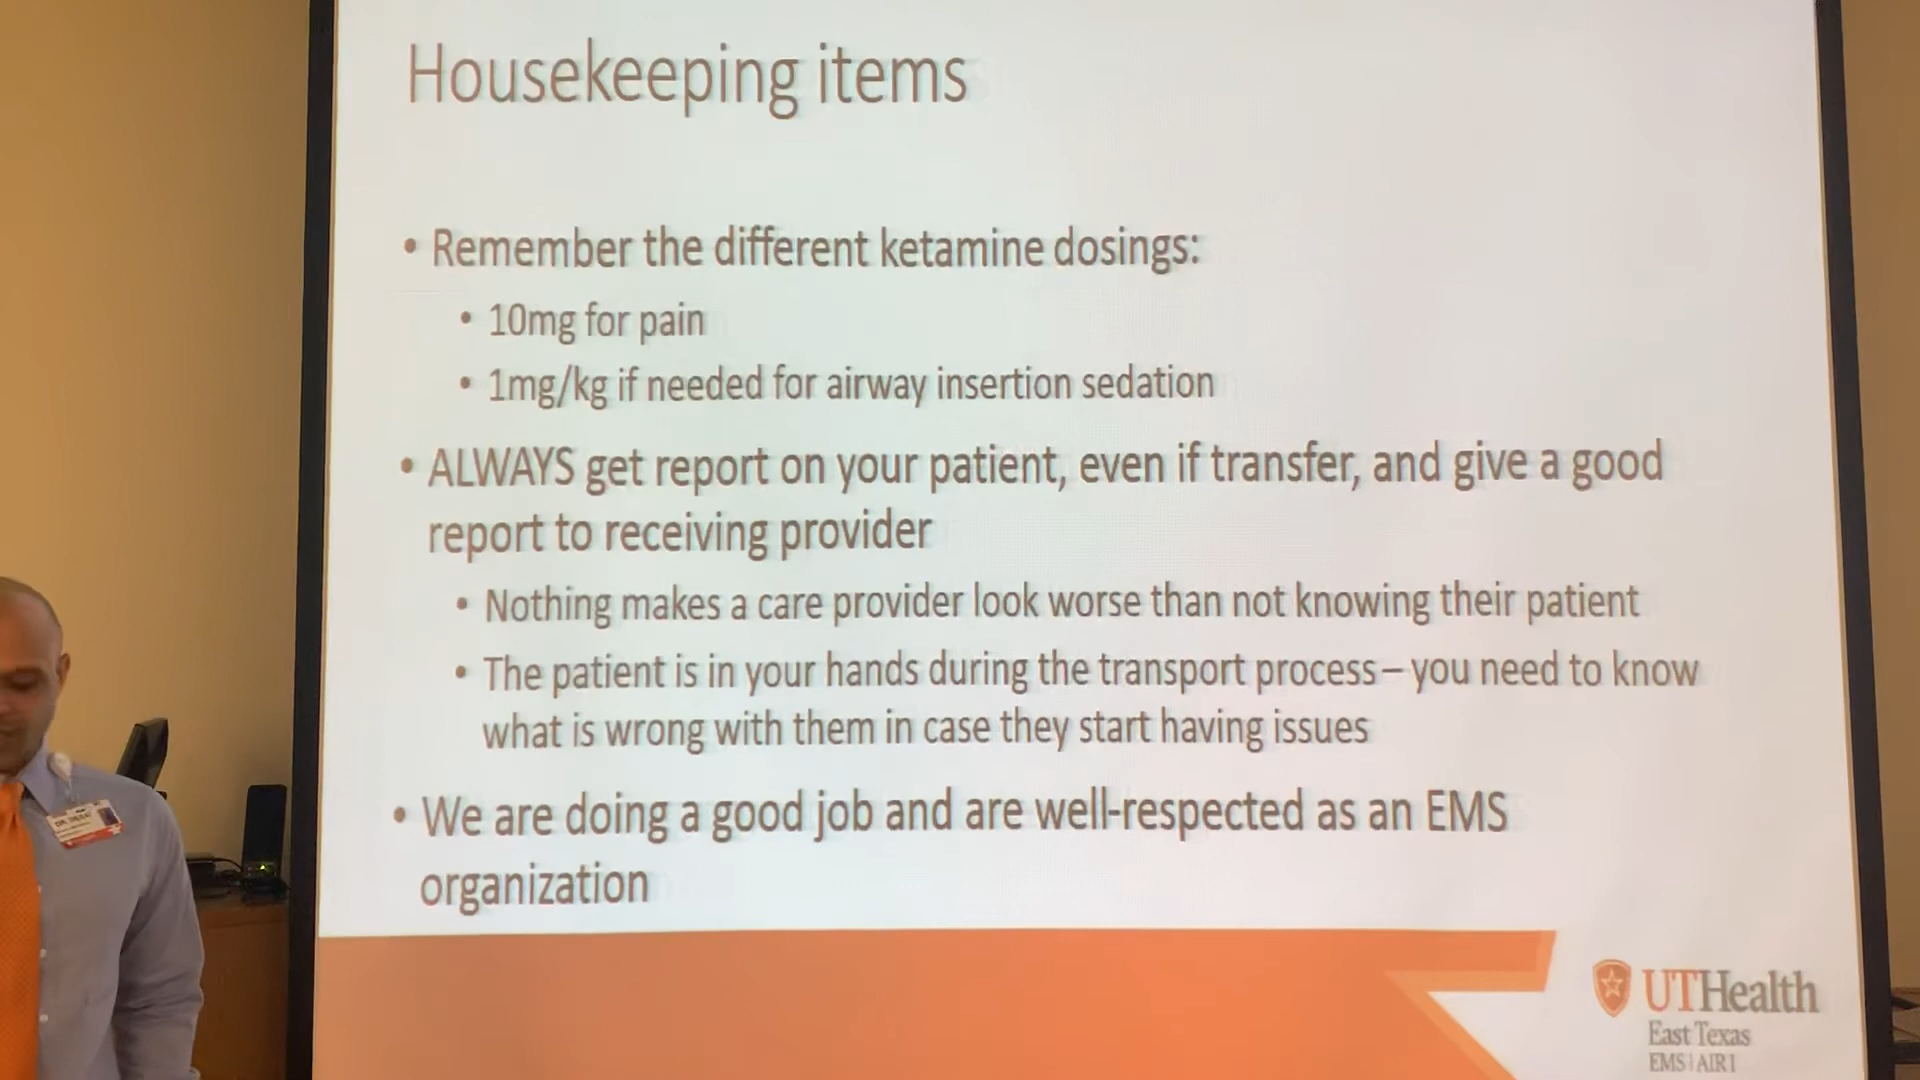 Housekeeping items
• Remember the different ketamine dosings:
• 10mg for pain
• 1mg/kg if needed for airway insertion sedation
• ALWAYS get report on your patient, even if transfer, and give a good
report to receiving provider
• Nothing makes a care provider look worse than not knowing their patient
• The patient is in your hands during the transport process – you need to know
what is wrong with them in case they start having issues
• We are doing a good job and are well-respected as an EMS
organization
UTHealth
East Texas
EMS | AIR 1